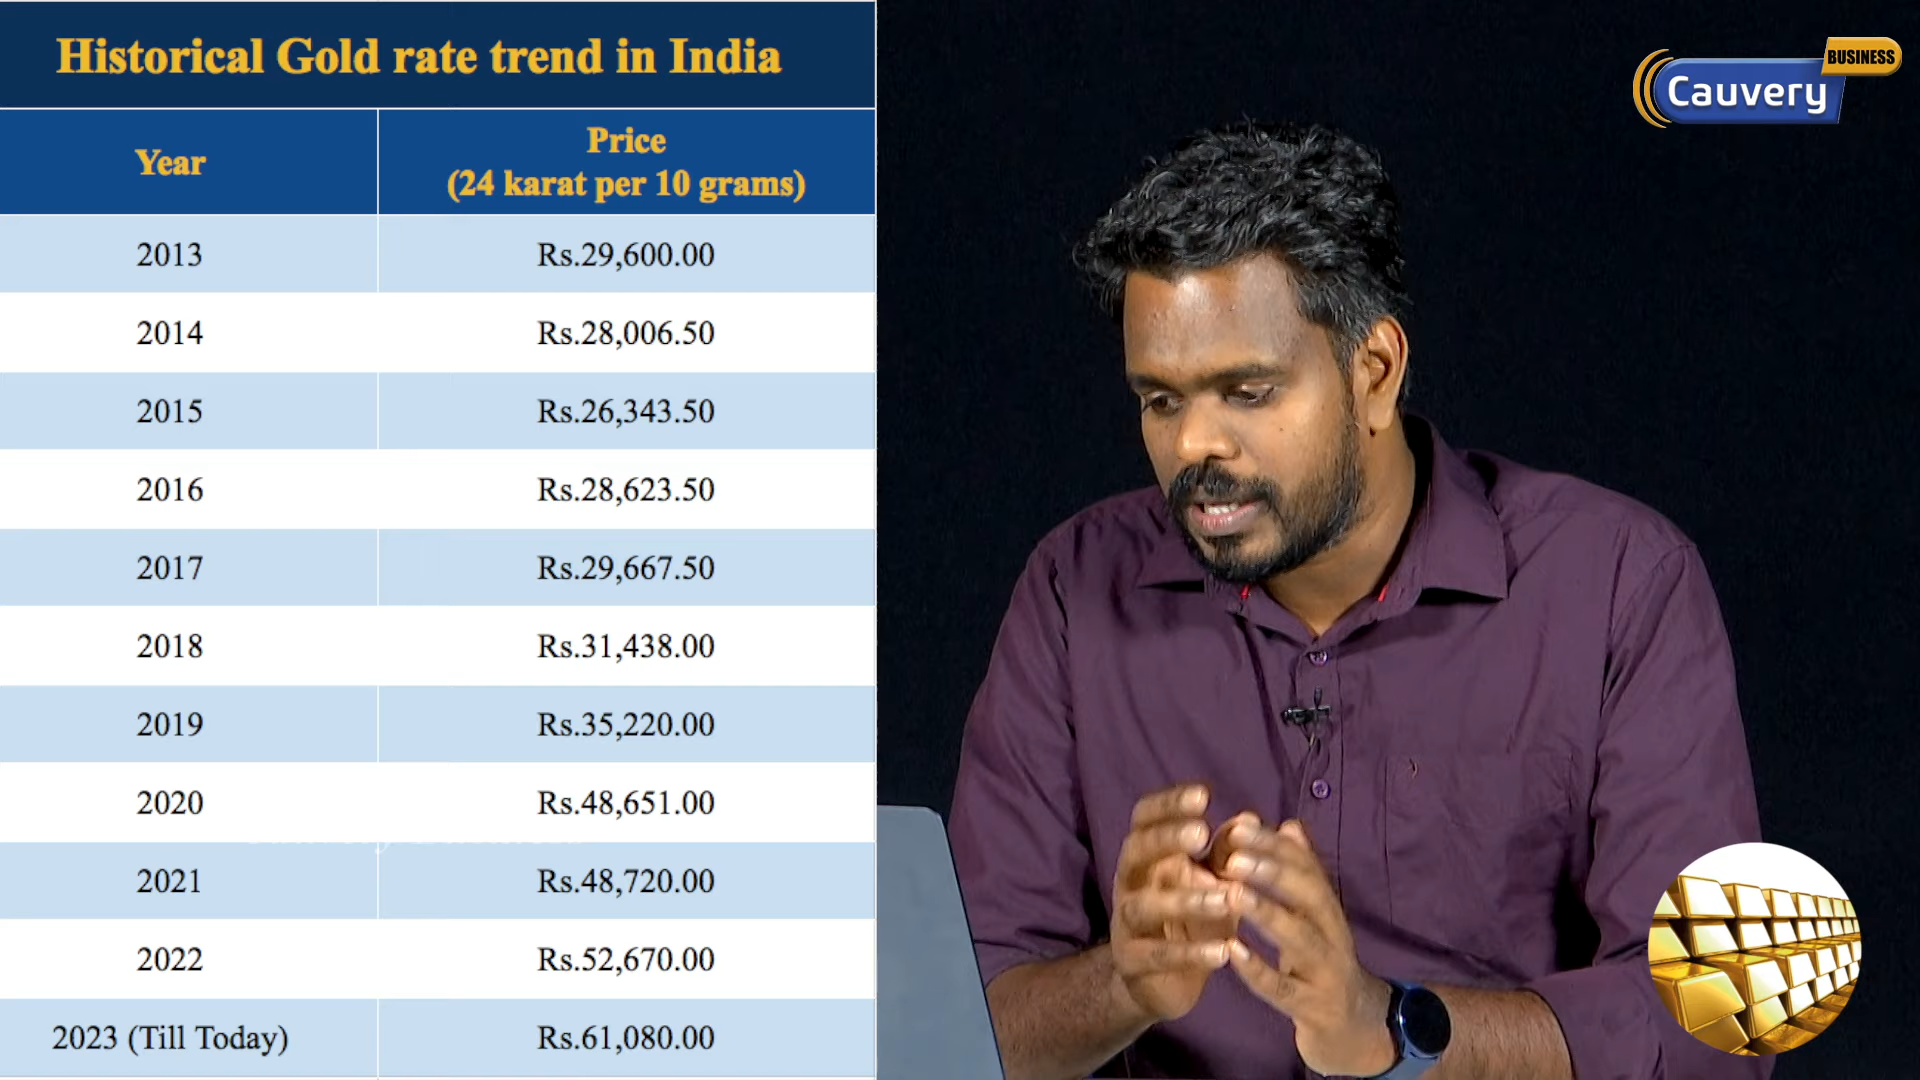 Historical Gold rate trend in India
Year
Price
(24 karat per 10 grams)
2013 Rs.29,600.00
2014 Rs.28,006.50
2015 Rs.26,343.50
2016 Rs.28,623.50
2017 Rs.29,667.50
2018 Rs.31,438.00
2019 Rs.35,220.00
2020 Rs.48,651.00
2021 Rs.48,720.00
2022 Rs.52,670.00
2023 (Till Today) Rs.61,080.00
BUSINESS
Cauvery